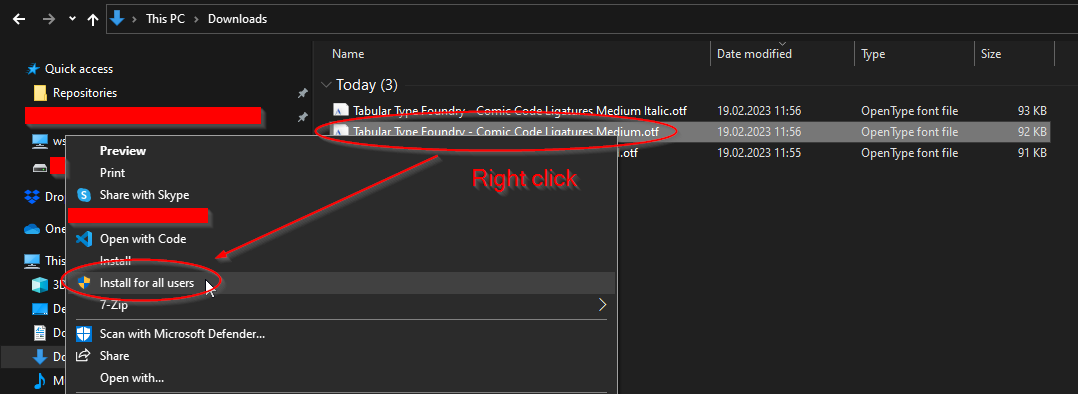 This PC > Downloads
Name Date modified Type Size
Quick access
Repositories
Today (3)
Tabular Type Foundry - Comic Code Ligatures Medium Italic.otf 19.02.2023 11:56 OpenType font file 93 KB
Tabular Type Foundry - Comic Code Ligatures Medium.otf 19.02.2023 11:56 OpenType font file 92 KB
.otf 19.02.2023 11:55 OpenType font file 91 KB
Right click
ws
Dro
One
This
3D
De
Do
Do
M
Preview
Print
Share with Skype
Open with Code
Install
Install for all users
7-Zip
Scan with Microsoft Defender...
Share
Open with...